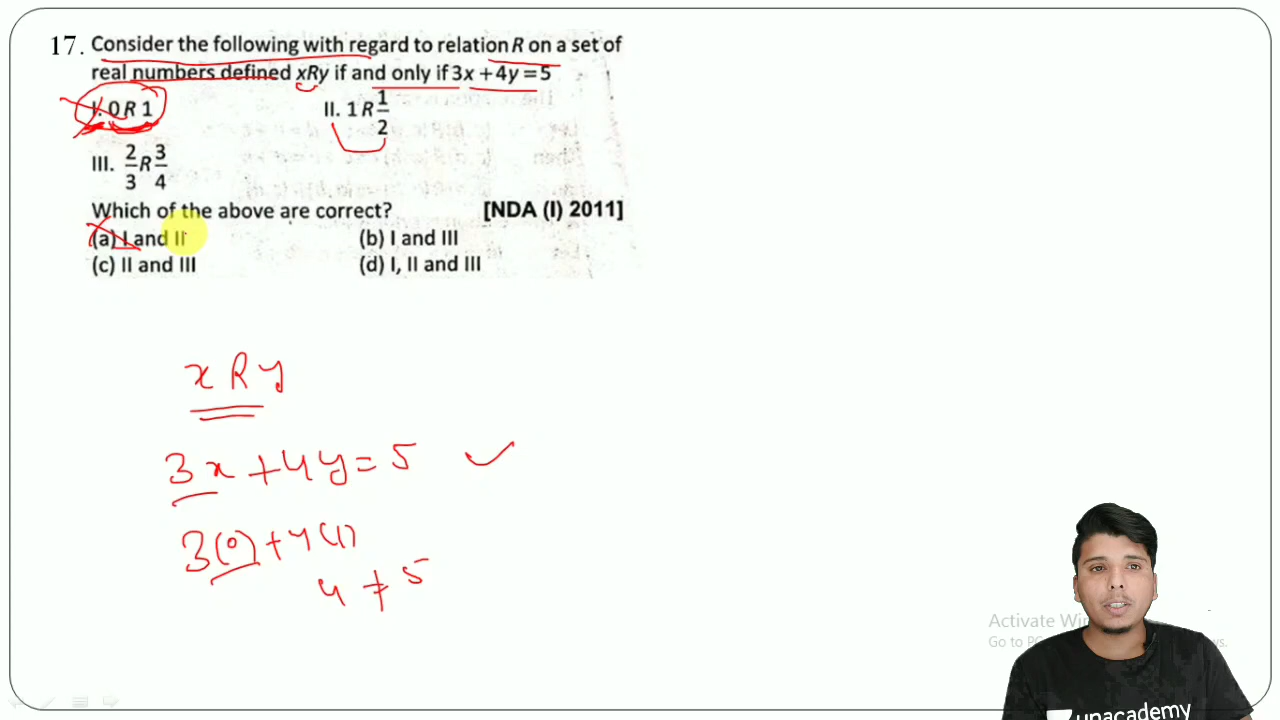 17. Consider the following with regard to relation R on a set of
real numbers defined xRy if and only if 3x + 4y = 5
I. 0 R 1 II. 1 R 1/2
III. 2/3 R 3/4
Which of the above are correct? [NDA (I) 2011]
(a) I and II (b) I and III
(c) II and III (d) I, II and III
x R y
3x + 4y = 5 ✓
3(0) + 4(1)
4 ≠ 5
Activate Win
Go to PC
unacademy